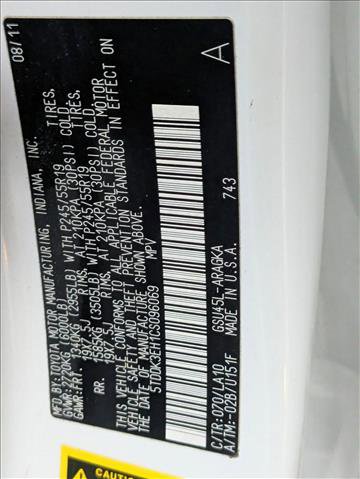 MFD. BY: TOYOTA MOTOR MANUFACTURING, INDIANA, INC. 08/11
GVWR:2720KG (6000LB)
GAWR:FRT. 1340KG (2955LB) WITH P245/55R19 TIRES,
19X7.5J RIMS, AT 210KPA (30PSI) COLD.
RR. 1590KG (3505LB) WITH P245/55R19 TIRES,
19X7.5J RIMS, AT 210KPA (30PSI) COLD.
THIS VEHICLE CONFORMS TO ALL APPLICABLE FEDERAL MOTOR
VEHICLE SAFETY AND THEFT PREVENTION STANDARDS IN EFFECT ON
THE DATE OF MANUFACTURE SHOWN ABOVE.
5TDDK3EH1CS096069 MPV
A
C/TR:070/LA10 GSU45L-ARAGKA 743
A/TM:-02B/U151F MADE IN U.S.A.